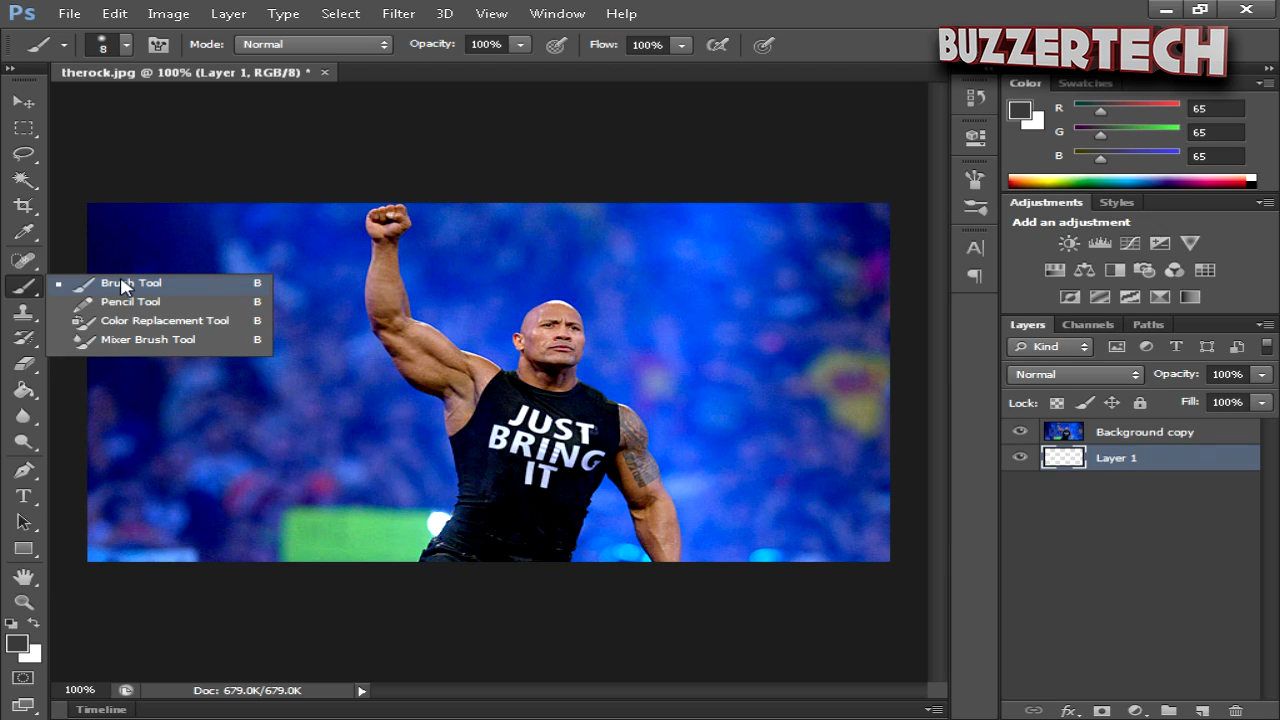 Ps File Edit Image Layer Type Select Filter 3D View Window Help
8 Mode: Normal Opacity: 100% Flow: 100%
BUZZERTECH
therock.jpg @ 100% (Layer 1, RGB/8) * ×
Color Swatches
R 65
G 65
B 65
Adjustments Styles
Add an adjustment
Brush Tool B
Pencil Tool B
Color Replacement Tool B
Mixer Brush Tool B
JUST
BRING
IT
Layers Channels Paths
Kind
Normal Opacity: 100%
Lock: Fill: 100%
Background copy
Layer 1
100% Doc: 679.0K/679.0K
Timeline